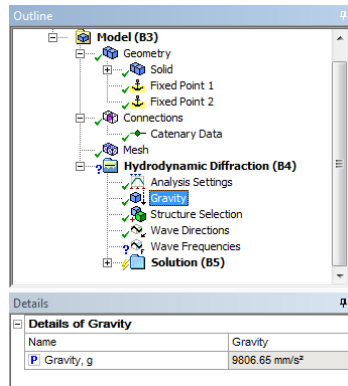 Outline
Model (B3)
Geometry
Solid
Fixed Point 1
Fixed Point 2
Connections
Catenary Data
Mesh
Hydrodynamic Diffraction (B4)
Analysis Settings
Gravity
Structure Selection
Wave Directions
Wave Frequencies
Solution (B5)
Details
Details of Gravity
Name Gravity
P Gravity, g 9806.65 mm/s²